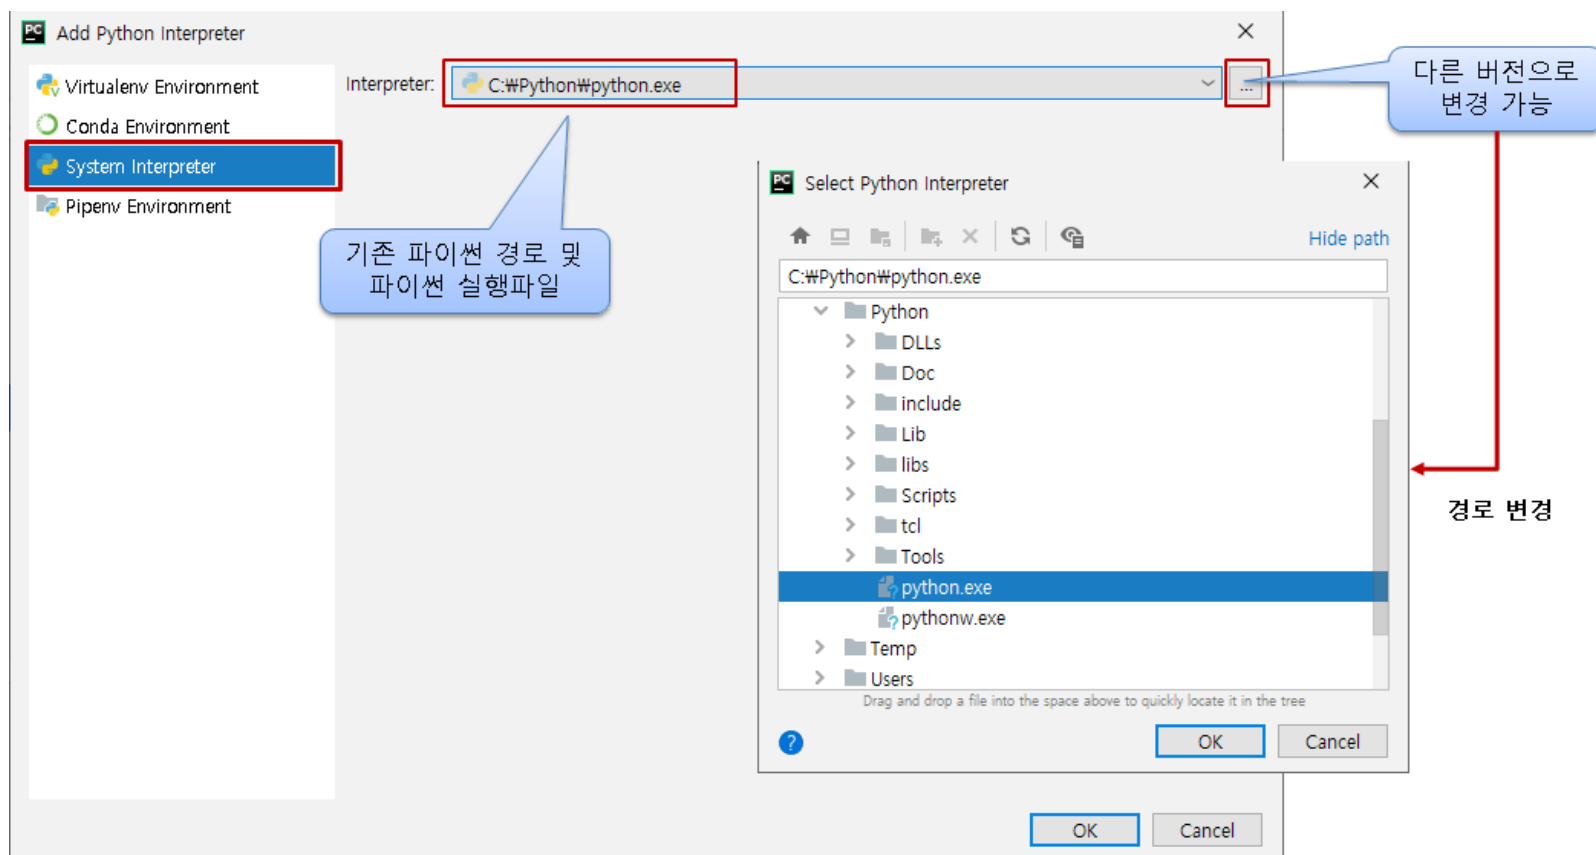 PC Add Python Interpreter
Virtualenv Environment
Conda Environment
System Interpreter
Pipenv Environment
Interpreter: C:₩Python₩python.exe ...
다른 버전으로
변경 가능
기존 파이썬 경로 및
파이썬 실행파일
PC Select Python Interpreter
Hide path
C:₩Python₩python.exe
Python
DLLs
Doc
include
Lib
libs
Scripts
tcl
Tools
python.exe
pythonw.exe
Temp
Users
Drag and drop a file into the space above to quickly locate it in the tree
? OK Cancel
경로 변경
OK Cancel